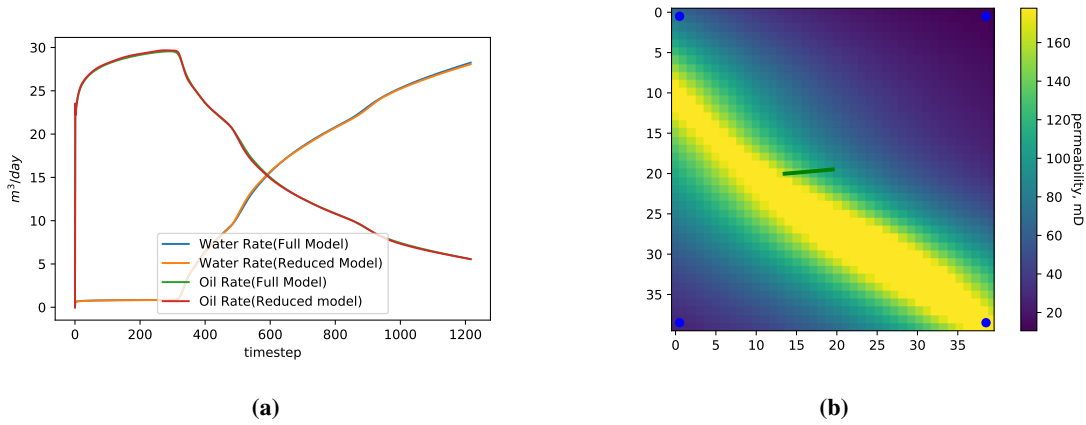 30
25
20
15
10
5
0
m³/day
0 200 400 600 800 1000 1200
timestep
Water Rate(Full Model)
Water Rate(Reduced Model)
Oil Rate(Full Model)
Oil Rate(Reduced model)
(a)
0
5
10
15
20
25
30
35
0 5 10 15 20 25 30 35
160
140
120
100
80
60
40
20
permeability, mD
(b)